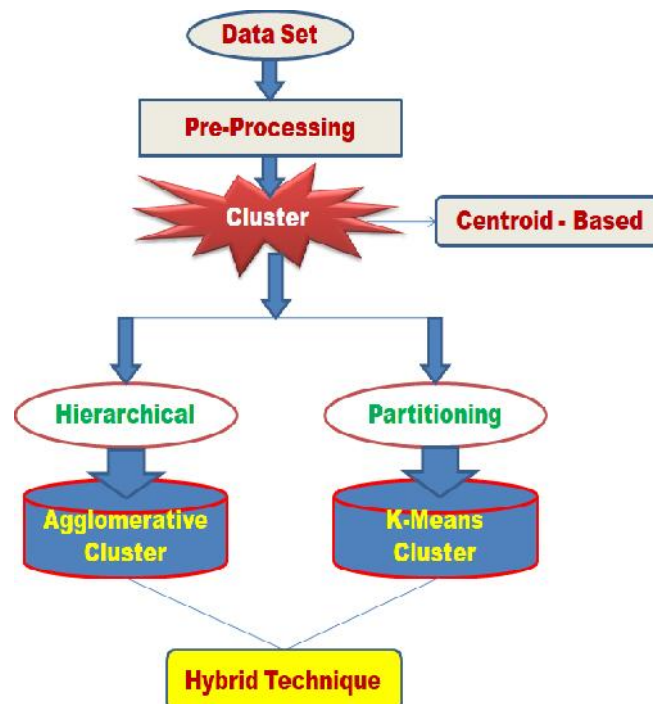 Data Set
Pre-Processing
Cluster
Centroid - Based
Hierarchical
Partitioning
Agglomerative
Cluster
K-Means
Cluster
Hybrid Technique